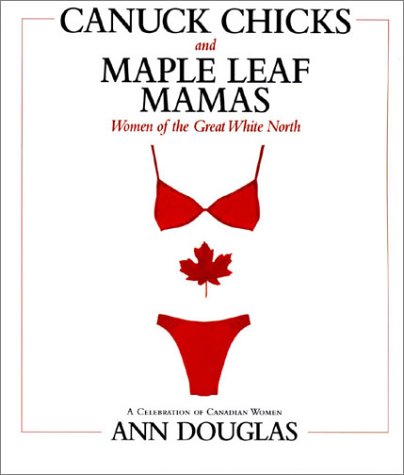 CANUCK CHICKS
and
MAPLE LEAF
MAMAS
Women of the Great White North
A CELEBRATION OF CANADIAN WOMEN
ANN DOUGLAS